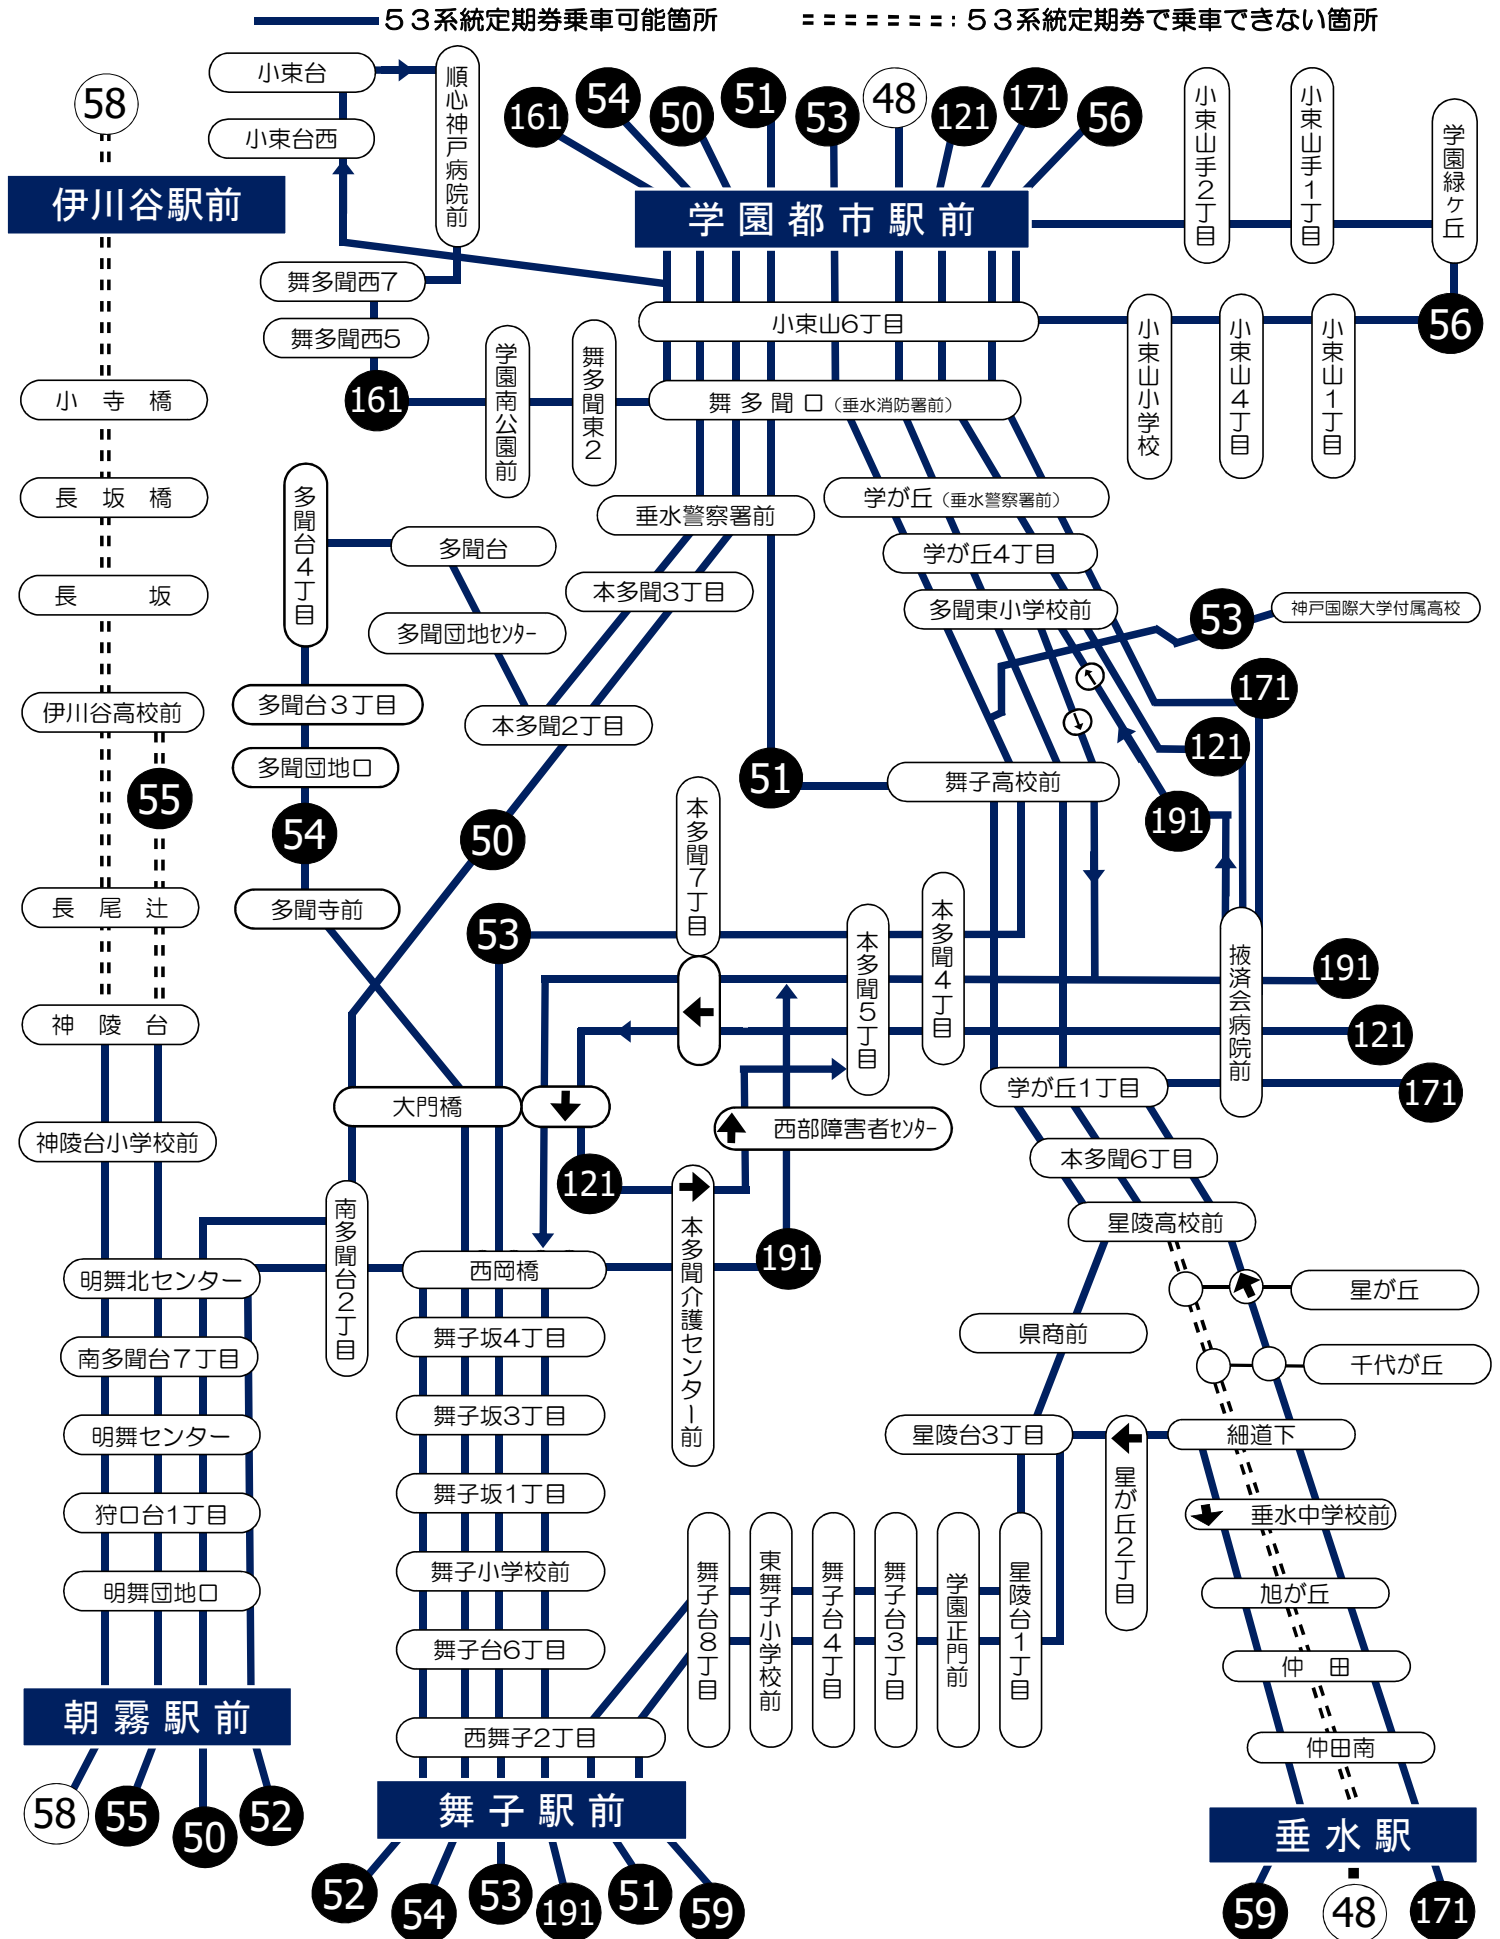 ５３系統定期券乗車可能箇所
５３系統定期券で乗車できない箇所
58
伊川谷駅前
小寺橋
長坂橋
長坂
伊川谷高校前
55
長尾辻
神陵台
神陵台小学校前
明舞北センター
南多聞台７丁目
明舞センター
狩口台1丁目
明舞団地口
朝霧駅前
58
55
50
52
小束台
小束台西
順心神戸病院前
舞多聞西7
舞多聞西5
161
学園南公園前
舞多聞東2
161
54
50
51
53
48
121
171
56
学園都市駅前
小束山手2丁目
小束山手1丁目
学園緑ヶ丘
56
小束山6丁目
小束山小学校
小束山4丁目
小束山1丁目
舞多聞口（垂水消防署前）
垂水警察署前
学が丘（垂水警察署前）
学が丘4丁目
多聞東小学校前
53
神戸国際大学付属高校
171
121
191
多聞台4丁目
多聞台
多聞団地ｾﾝﾀｰ
本多聞3丁目
本多聞2丁目
多聞台３丁目
多聞団地口
54
多聞寺前
50
51
舞子高校前
53
本多聞7丁目
本多聞5丁目
本多聞4丁目
掖済会病院前
191
121
171
大門橋
学が丘1丁目
西部障害者ｾﾝﾀｰ
121
本多聞介護センター前
191
南多聞台2丁目
本多聞6丁目
星陵高校前
西岡橋
舞子坂4丁目
舞子坂3丁目
舞子坂1丁目
舞子小学校前
舞子台6丁目
西舞子2丁目
舞子駅前
52
54
53
191
51
59
星が丘
県商前
千代が丘
星陵台3丁目
星が丘2丁目
細道下
垂水中学校前
旭が丘
仲田
仲田南
舞子台8丁目
東舞子小学校前
舞子台4丁目
舞子台3丁目
学園正門前
星陵台1丁目
垂水駅
59
48
171